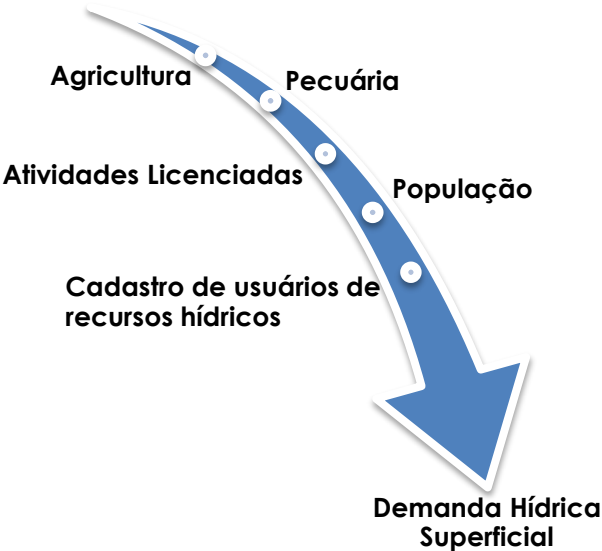 Agricultura
Pecuária
Atividades Licenciadas
População
Cadastro de usuários de
recursos hídricos
Demanda Hídrica
Superficial